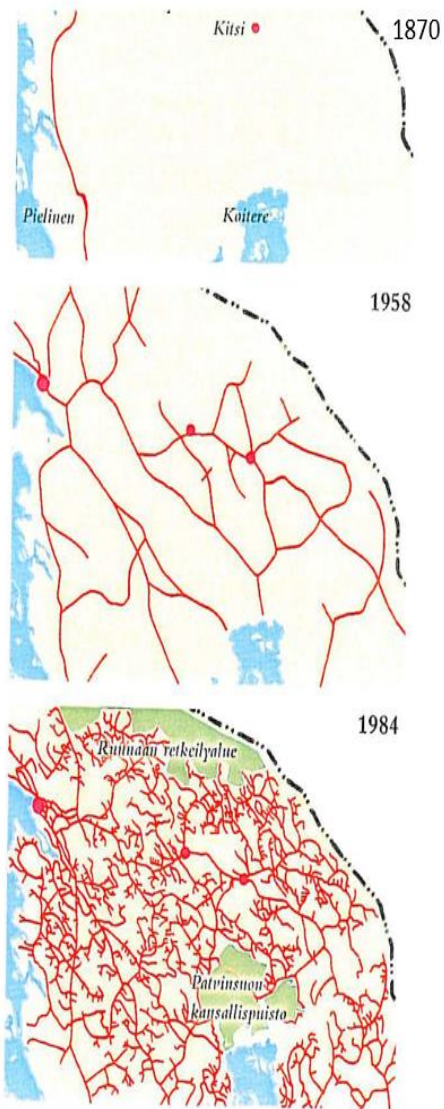 Kitsi
1870
Pielinen
Koitere
1958
1984
Ruunaan retkeilyalue
Patvinsuon
kansallispuisto